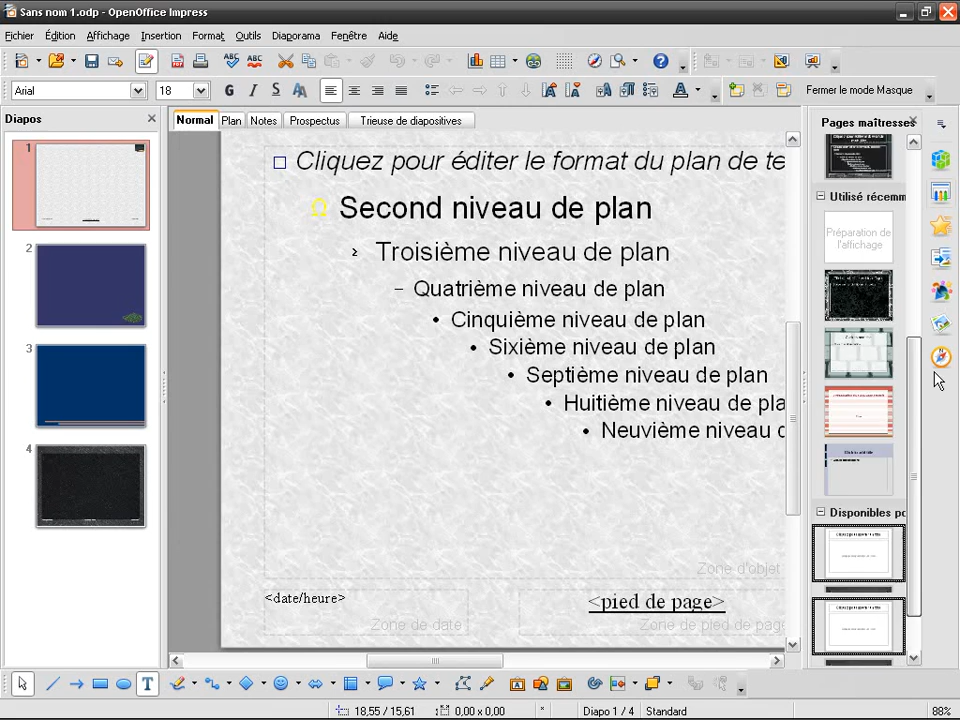 Sans nom 1.odp - OpenOffice Impress
Fichier Édition Affichage Insertion Format Outils Diaporama Fenêtre Aide
Arial 18 G I S Fermer le mode Masque
Diapos
Normal Plan Notes Prospectus Trieuse de diapositives
Pages maîtresses
1
2
3
4
Cliquez pour éditer le format du plan de te
Second niveau de plan
Troisième niveau de plan
Quatrième niveau de plan
Cinquième niveau de plan
Sixième niveau de plan
Septième niveau de plan
Huitième niveau de pla
Neuvième niveau d
Zone d'objet
<date/heure>
Zone de date
<pied de page>
Zone de pied de page
Utilisé récemm
Préparation de
l'affichage
Disponibles po
18,55 / 15,61 0,00 x 0,00 * Diapo 1 / 4 Standard 88%